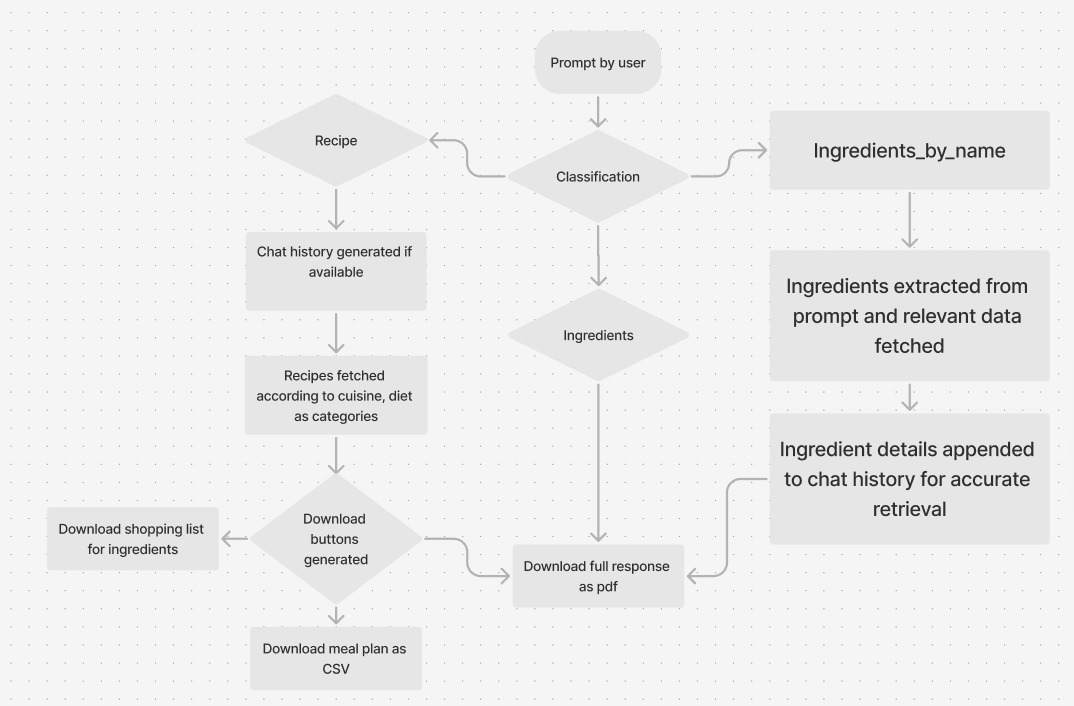 Prompt by user
Recipe
Classification
Ingredients_by_name
Chat history generated if
available
Ingredients extracted from
prompt and relevant data
fetched
Ingredients
Recipes fetched
according to cuisine, diet
as categories
Ingredient details appended
to chat history for accurate
retrieval
Download shopping list
for ingredients
Download
buttons
generated
Download full response
as pdf
Download meal plan as
CSV